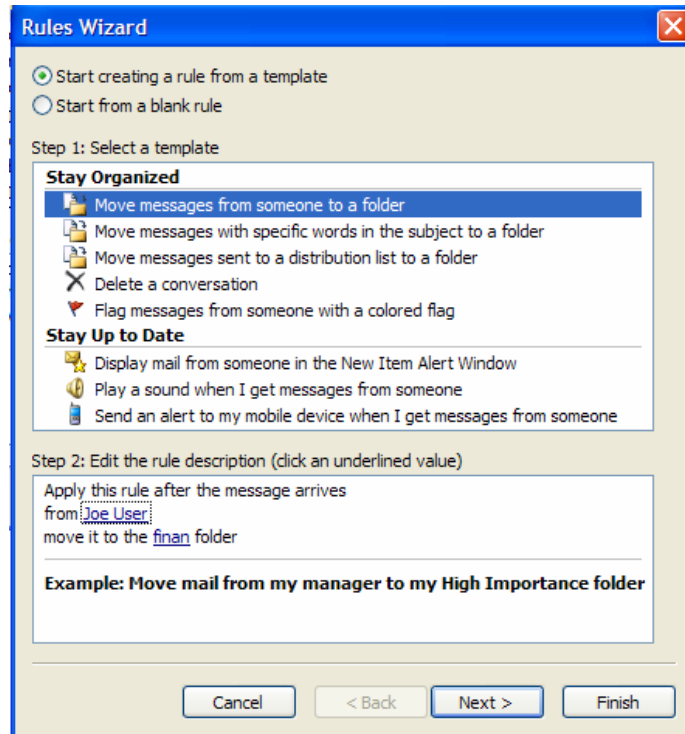 Rules Wizard
Start creating a rule from a template
Start from a blank rule
Step 1: Select a template
Stay Organized
Move messages from someone to a folder
Move messages with specific words in the subject to a folder
Move messages sent to a distribution list to a folder
Delete a conversation
Flag messages from someone with a colored flag
Stay Up to Date
Display mail from someone in the New Item Alert Window
Play a sound when I get messages from someone
Send an alert to my mobile device when I get messages from someone
Step 2: Edit the rule description (click an underlined value)
Apply this rule after the message arrives
from Joe User
move it to the finan folder
Example: Move mail from my manager to my High Importance folder
Cancel < Back Next > Finish